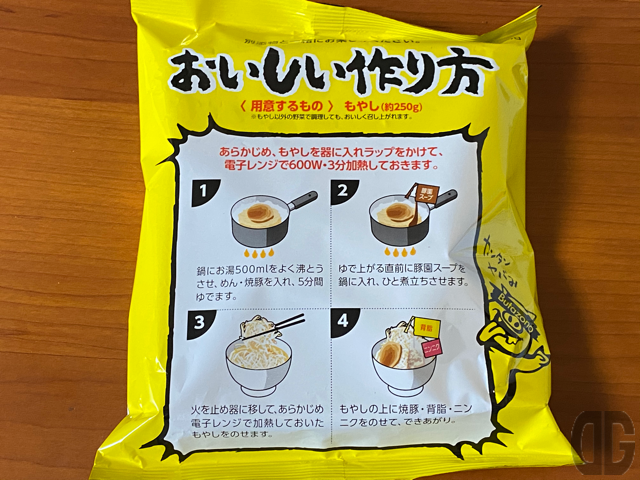 おいしい作り方
〈 用意するもの 〉 もやし(約250g)
※もやし以外の野菜で調理しても、おいしく召し上がれます。
あらかじめ、もやしを器に入れラップをかけて、
電子レンジで600W・3分加熱しておきます。
1
鍋にお湯500mlをよく沸とう
させ、めん・焼豚を入れ、5分間
ゆでます。
2
豚園
スープ
ゆで上がる直前に豚園スープを
鍋に入れ、ひと煮立ちさせます。
カンタン
ヤバうま
Butazono
3
火を止め器に移して、あらかじめ
電子レンジで加熱しておいた
もやしをのせます。
4
背脂
ニンニク
もやしの上に焼豚・背脂・ニン
ニクをのせて、できあがり。
DG